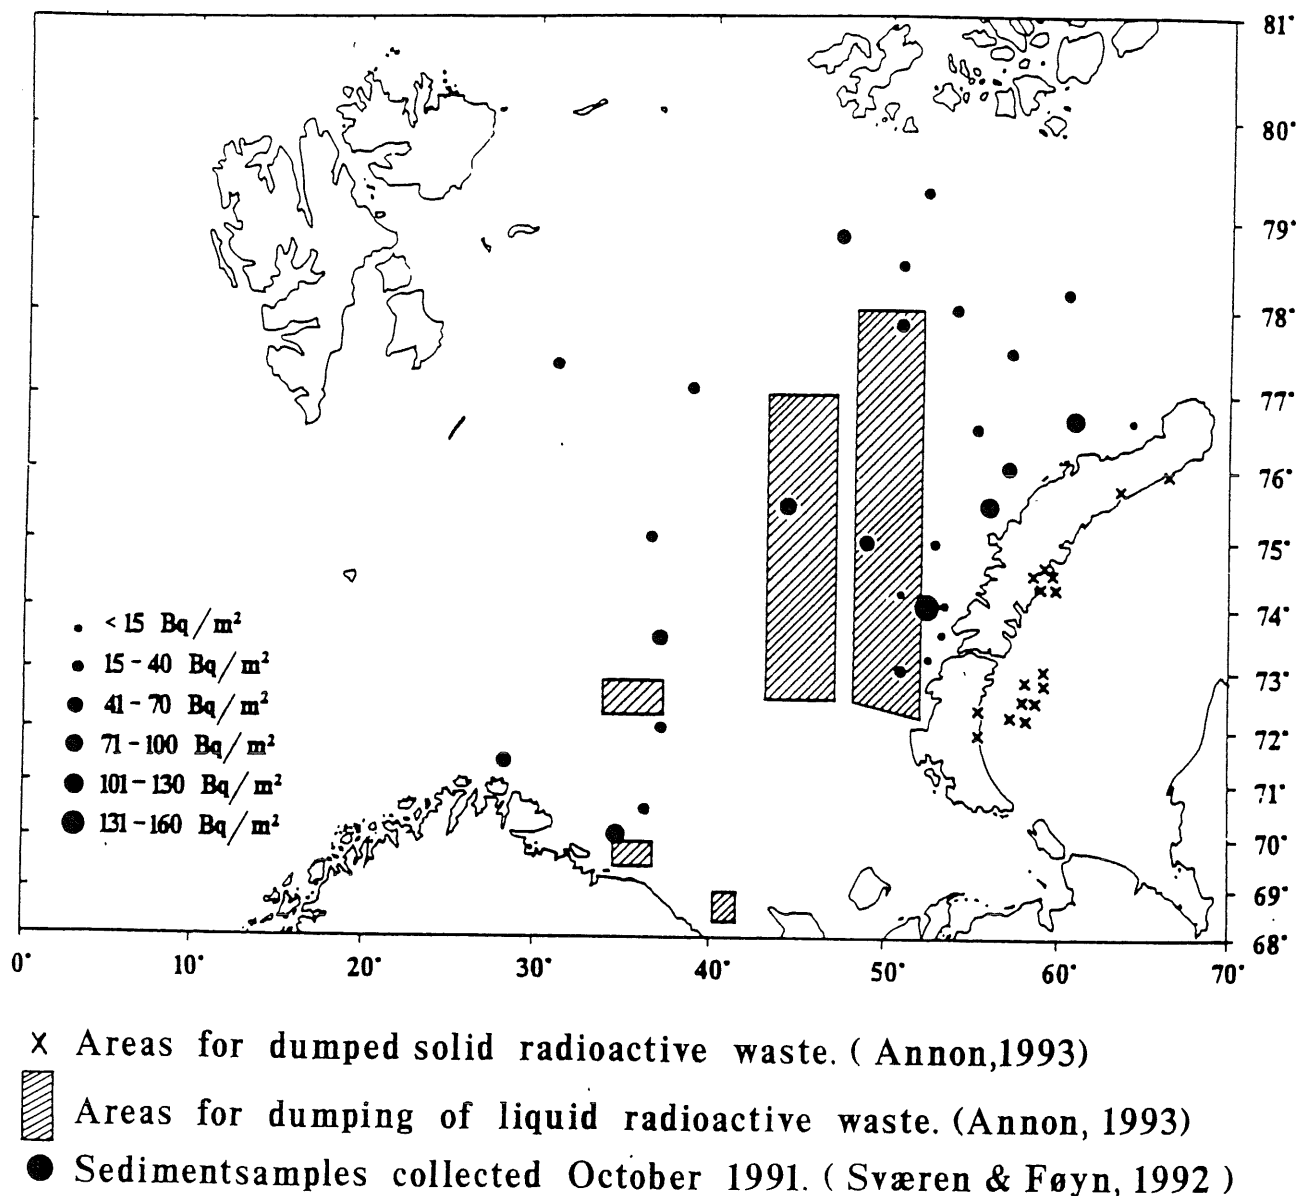 81°
80°
79°
78°
77°
76°
75°
74°
73°
72°
71°
70°
69°
68°
< 15 Bq/m²
15-40 Bq/m²
41-70 Bq/m²
71-100 Bq/m²
101-130 Bq/m²
131-160 Bq/m²
0° 10° 20° 30° 40° 50° 60° 70°
x Areas for dumped solid radioactive waste. ( Annon,1993)
Areas for dumping of liquid radioactive waste. (Annon, 1993)
Sedimentsamples collected October 1991. ( Sværen & Føyn, 1992 )